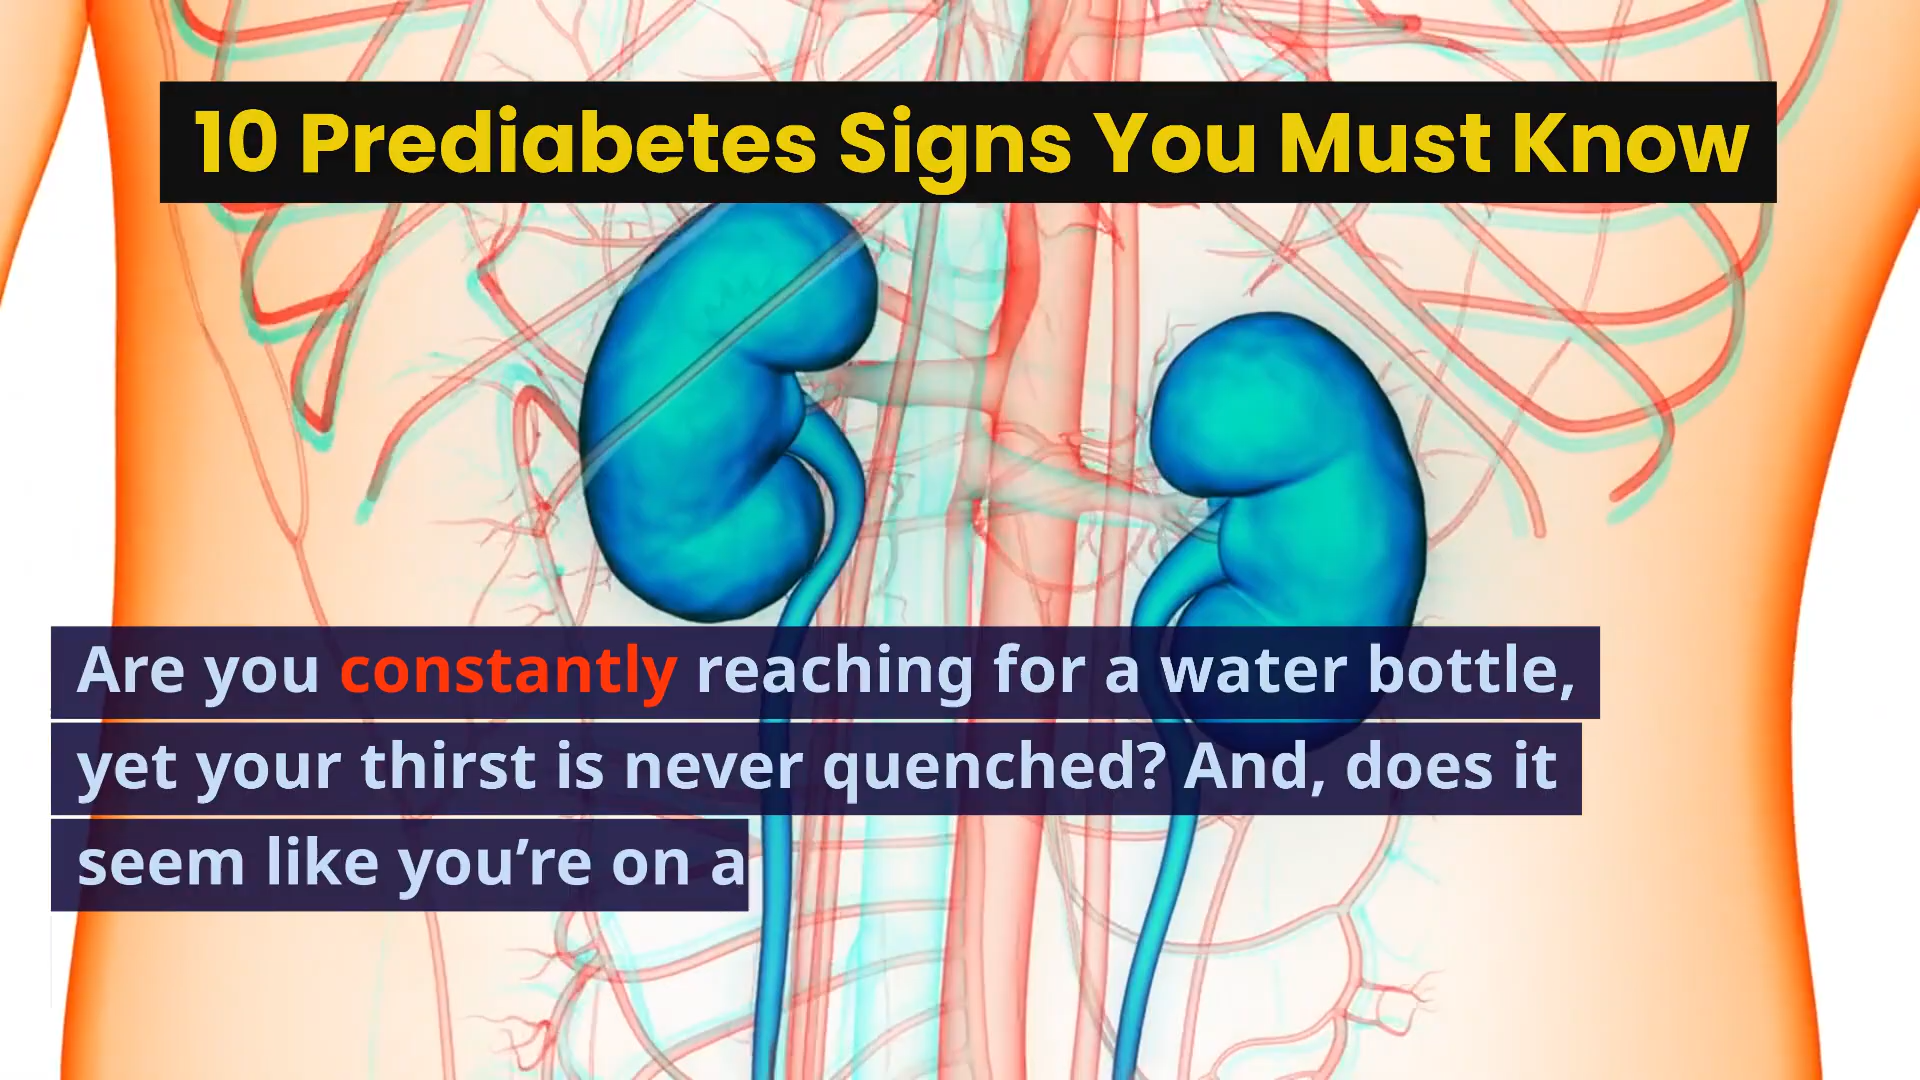 10 Prediabetes Signs You Must Know
Are you constantly reaching for a water bottle,
yet your thirst is never quenched? And, does it
seem like you’re on a